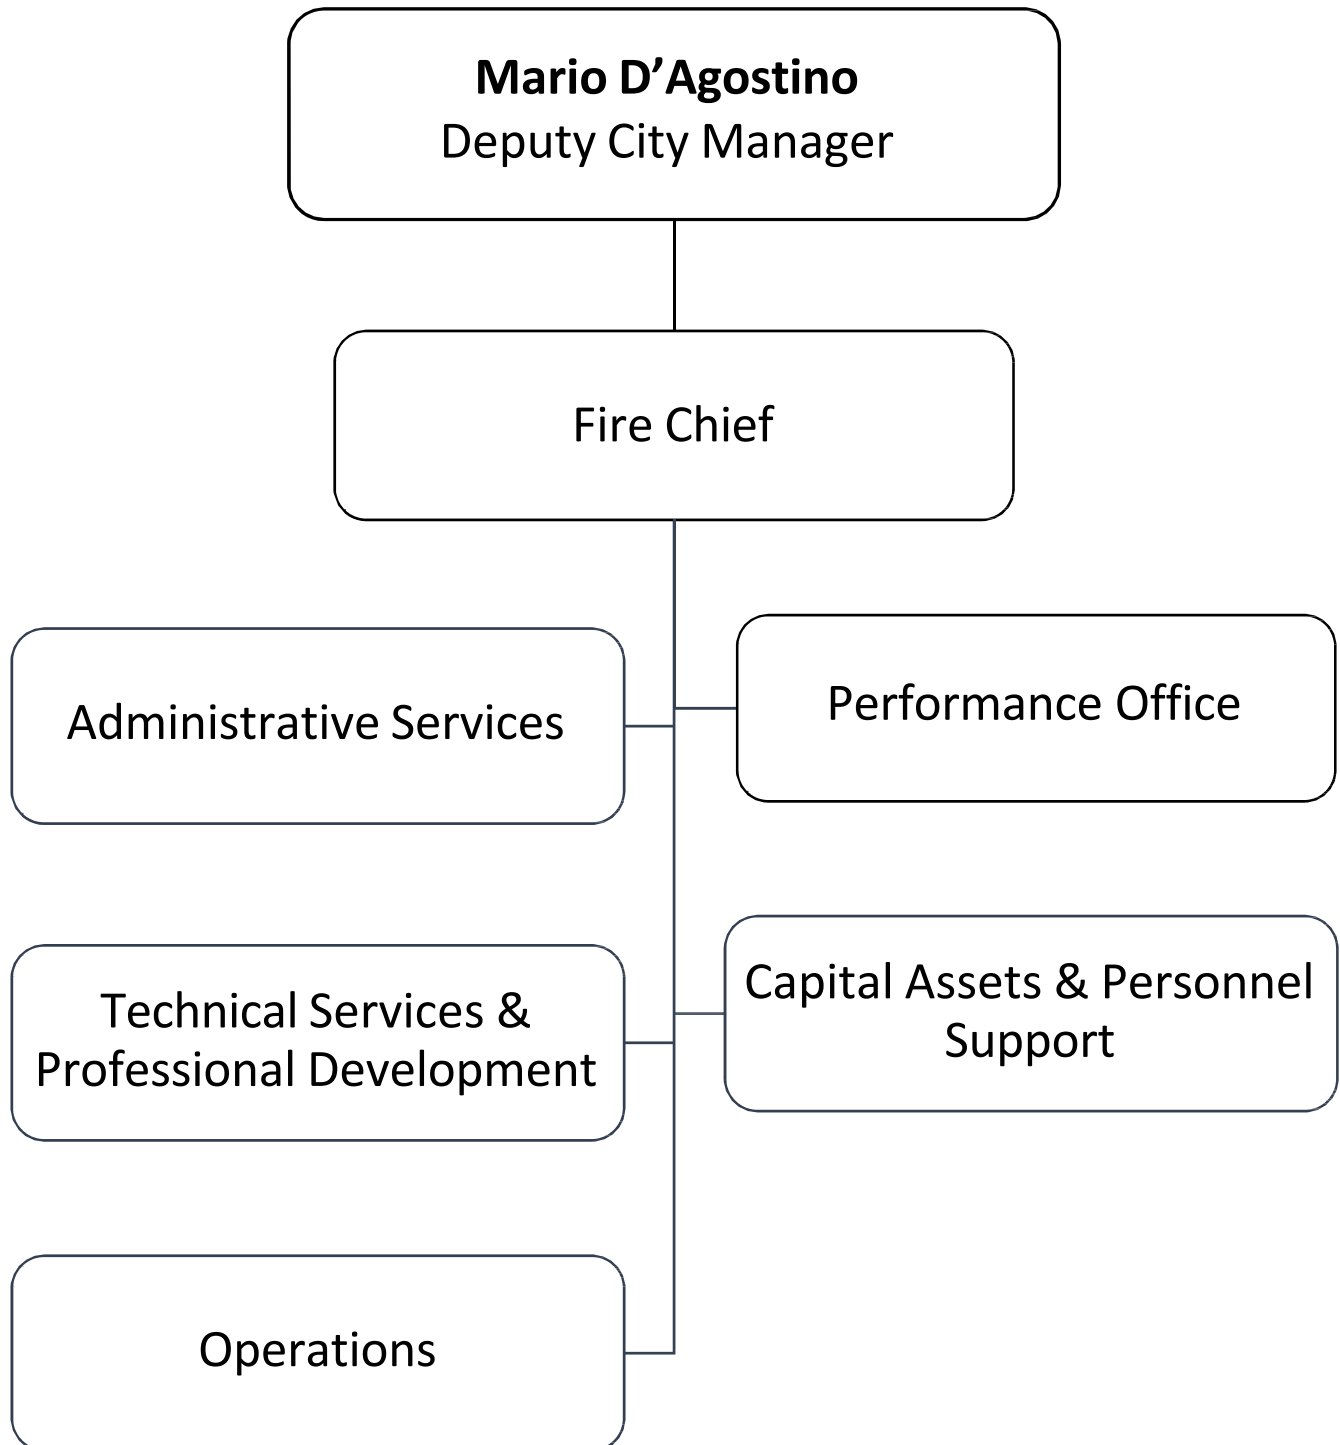 Mario D’Agostino
Deputy City Manager
Fire Chief
Administrative Services
Performance Office
Technical Services &
Professional Development
Capital Assets & Personnel
Support
Operations